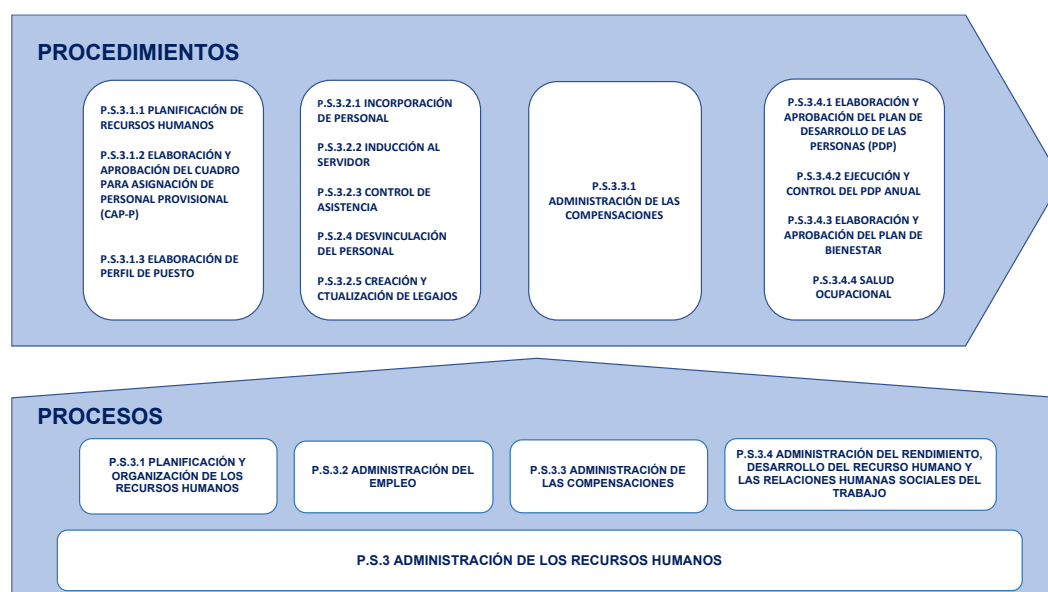 PROCEDIMIENTOS
P.S.3.1.1 PLANIFICACIÓN DE
RECURSOS HUMANOS
P.S.3.1.2 ELABORACIÓN Y
APROBACIÓN DEL CUADRO
PARA ASIGNACIÓN DE
PERSONAL PROVISIONAL
(CAP-P)
P.S.3.1.3 ELABORACIÓN DE
PERFIL DE PUESTO
P.S.3.2.1 INCORPORACIÓN
DE PERSONAL
P.S.3.2.2 INDUCCIÓN AL
SERVIDOR
P.S.3.2.3 CONTROL DE
ASISTENCIA
P.S.2.4 DESVINCULACIÓN
DEL PERSONAL
P.S.3.2.5 CREACIÓN Y
CTUALIZACIÓN DE LEGAJOS
P.S.3.3.1
ADMINISTRACIÓN DE LAS
COMPENSACIONES
P.S.3.4.1 ELABORACIÓN Y
APROBACIÓN DEL PLAN DE
DESARROLLO DE LAS
PERSONAS (PDP)
P.S.3.4.2 EJECUCIÓN Y
CONTROL DEL PDP ANUAL
P.S.3.4.3 ELABORACIÓN Y
APROBACIÓN DEL PLAN DE
BIENESTAR
P.S.3.4.4 SALUD
OCUPACIONAL
PROCESOS
P.S.3.1 PLANIFICACIÓN Y
ORGANIZACIÓN DE LOS
RECURSOS HUMANOS
P.S.3.2 ADMINISTRACIÓN DEL
EMPLEO
P.S.3.3 ADMINISTRACIÓN DE
LAS COMPENSACIONES
P.S.3.4 ADMINISTRACIÓN DEL RENDIMIENTO,
DESARROLLO DEL RECURSO HUMANO Y
LAS RELACIONES HUMANAS SOCIALES DEL
TRABAJO
P.S.3 ADMINISTRACIÓN DE LOS RECURSOS HUMANOS